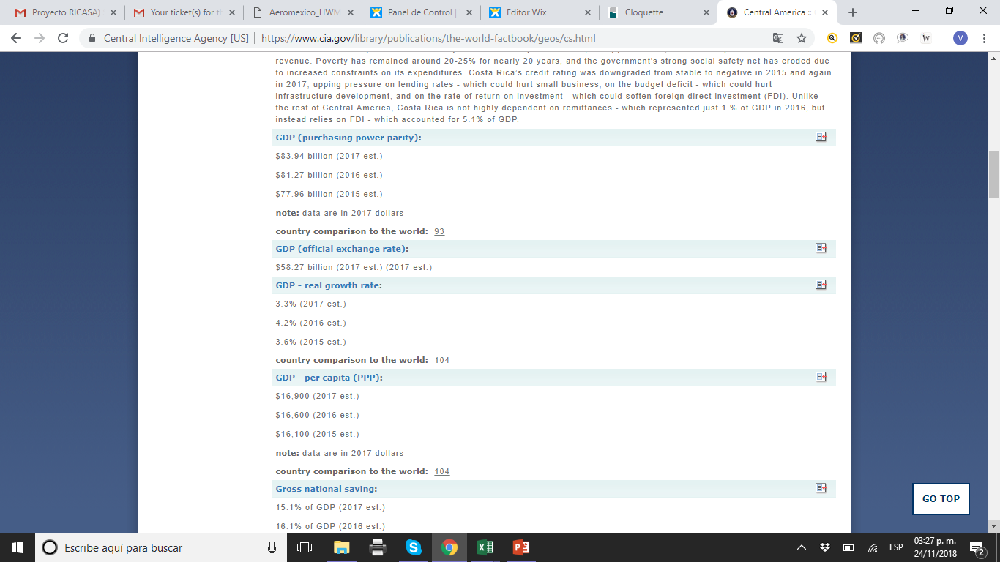 Proyecto RICASA)
Your ticket(s) for t
Aeromexico_HWM
Panel de Control |
Editor Wix
Cloquette
Central America ::
Central Intelligence Agency [US] | https://www.cia.gov/library/publications/the-world-factbook/geos/cs.html
W
V
revenue. Poverty has remained around 20-25% for nearly 20 years, and the government's strong social safety net has eroded due
to increased constraints on its expenditures. Costa Rica's credit rating was downgraded from stable to negative in 2015 and again
in 2017, upping pressure on lending rates - which could hurt small business, on the budget deficit - which could hurt
infrastructure development, and on the rate of return on investment - which could soften foreign direct investment (FDI). Unlike
the rest of Central America, Costa Rica is not highly dependent on remittances - which represented just 1 % of GDP in 2016, but
instead relies on FDI - which accounted for 5.1% of GDP.
GDP (purchasing power parity):
$83.94 billion (2017 est.)
$81.27 billion (2016 est.)
$77.96 billion (2015 est.)
note: data are in 2017 dollars
country comparison to the world: 93
GDP (official exchange rate):
$58.27 billion (2017 est.) (2017 est.)
GDP - real growth rate:
3.3% (2017 est.)
4.2% (2016 est.)
3.6% (2015 est.)
country comparison to the world: 104
GDP - per capita (PPP):
$16,900 (2017 est.)
$16,600 (2016 est.)
$16,100 (2015 est.)
note: data are in 2017 dollars
country comparison to the world: 104
Gross national saving:
15.1% of GDP (2017 est.)
16.1% of GDP (2016 est.)
GO TOP
Escribe aquí para buscar
ESP
03:27 p. m.
24/11/2018
2